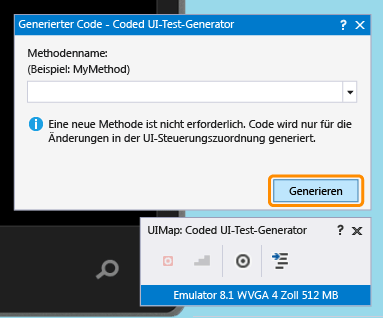 Generierter Code - Coded UI-Test-Generator ? ×
Methodenname:
(Beispiel: MyMethod)
Eine neue Methode ist nicht erforderlich. Code wird nur für die
Änderungen in der UI-Steuerungszuordnung generiert.
Generieren
UIMap: Coded UI-Test-Generator ? ×
Emulator 8.1 WVGA 4 Zoll 512 MB